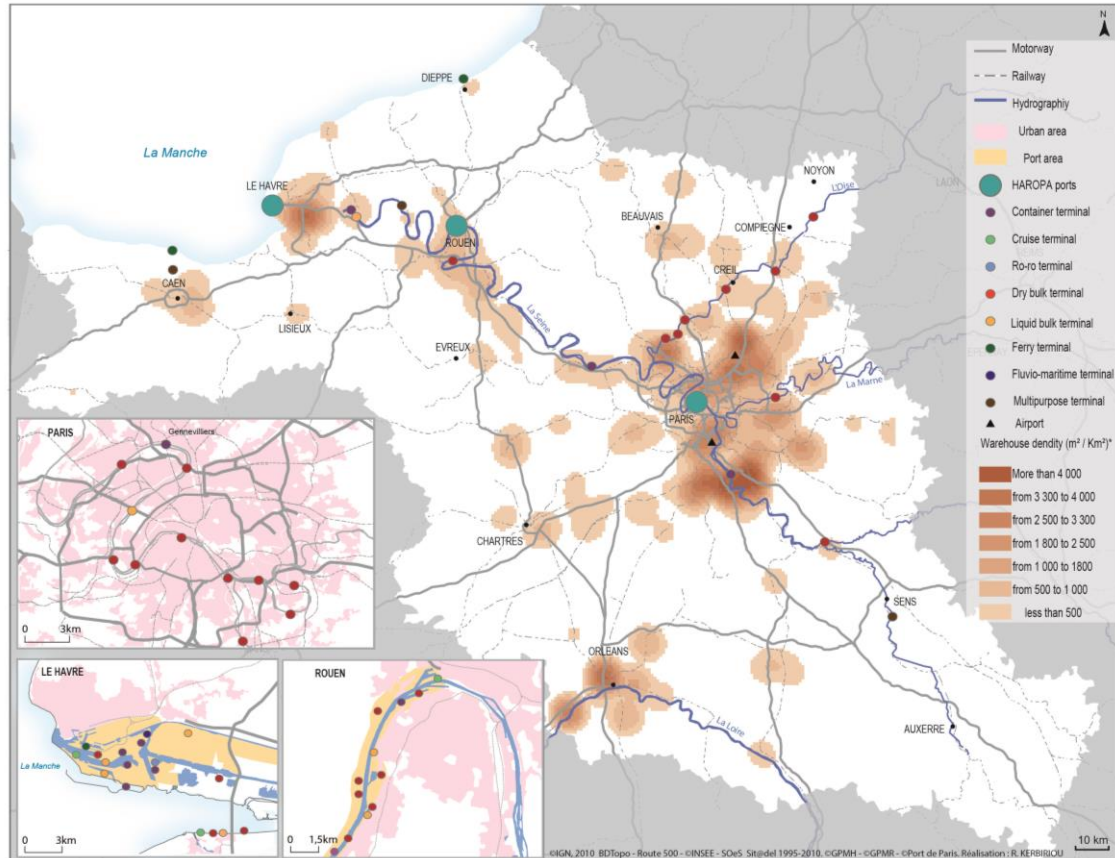 N
DIEPPE
La Manche
LE HAVRE
ROUEN
NOYON
L'Oise
BEAUVAIS
COMPIEGNE
CREIL
CAEN
LISIEUX
La Seine
EVREUX
La Marne
PARIS
CHARTRES
SENS
ORLEANS
La Loire
AUXERRE
LAON
Motorway
Railway
Hydrographiy
Urban area
Port area
HAROPA ports
Container terminal
Cruise terminal
Ro-ro terminal
Dry bulk terminal
Liquid bulk terminal
Ferry terminal
Fluvio-maritime terminal
Multipurpose terminal
Airport
Warehouse dendity (m² / Km²)*
More than 4 000
from 3 300 to 4 000
from 2 500 to 3 300
from 1 800 to 2 500
from 1 000 to 1800
from 500 to 1 000
less than 500
PARIS
Gennevilliers
0 3km
LE HAVRE
La Manche
0 3km
ROUEN
0 1,5km
10 km
©IGN, 2010 BDTopo - Route 500 - ©INSEE - SOeS Sit@del 1995-2010. ©GPMH - ©GPMR - ©Port de Paris. Réalisation : R. KERBIRIOU